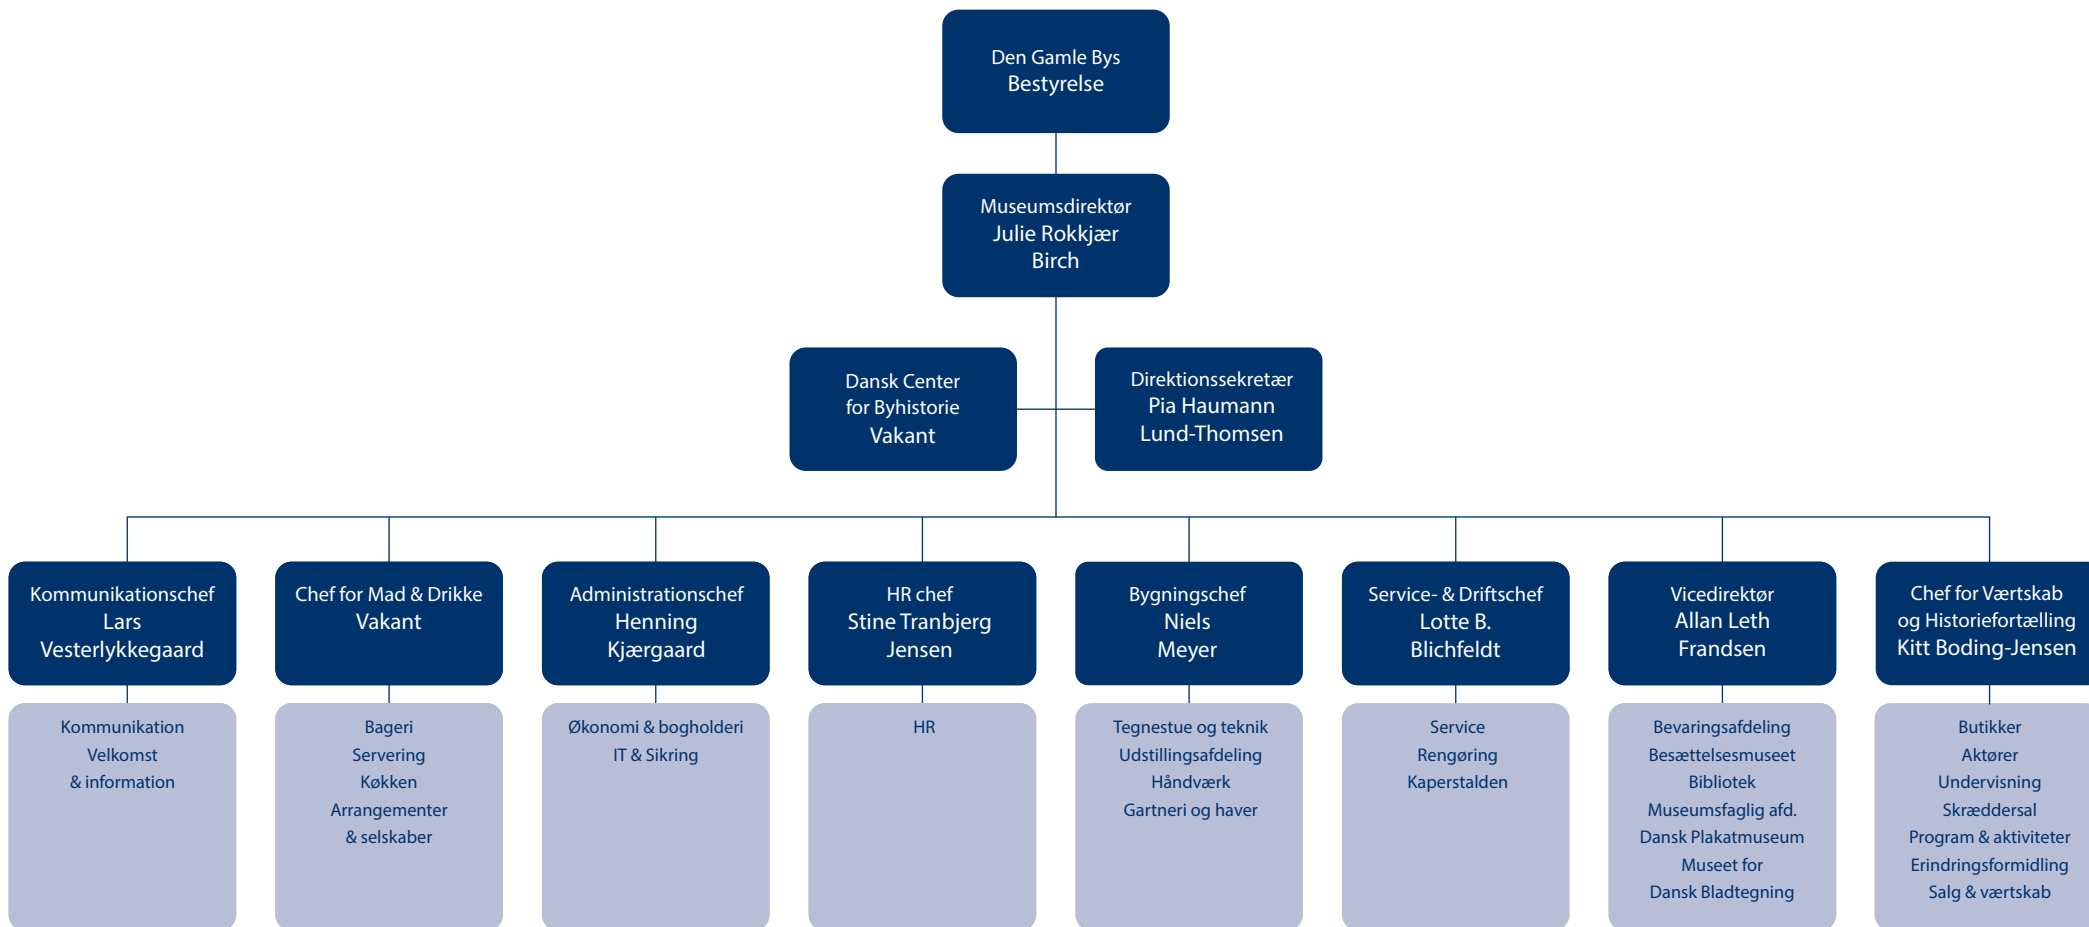 Den Gamle Bys
Bestyrelse
Museumsdirektør
Julie Rokkjær
Birch
Dansk Center
for Byhistorie
Vakant
Direktionssekretær
Pia Haumann
Lund-Thomsen
Kommunikationschef
Lars
Vesterlykkegaard
Chef for Mad & Drikke
Vakant
Administrationschef
Henning
Kjærgaard
HR chef
Stine Tranbjerg
Jensen
Bygningschef
Niels
Meyer
Service- & Driftschef
Lotte B.
Blichfeldt
Vicedirektør
Allan Leth
Frandsen
Chef for Værtskab
og Historiefortælling
Kitt Boding-Jensen
Kommunikation
Velkomst
& information
Bageri
Servering
Køkken
Arrangementer
& selskaber
Økonomi & bogholderi
IT & Sikring
HR
Tegnestue og teknik
Udstillingsafdeling
Håndværk
Gartneri og haver
Service
Rengøring
Kaperstalden
Bevaringsafdeling
Besættelsesmuseet
Bibliotek
Museumsfaglig afd.
Dansk Plakatmuseum
Museet for
Dansk Bladtegning
Butikker
Aktører
Undervisning
Skræddersal
Program & aktiviteter
Erindringsformidling
Salg & værtskab